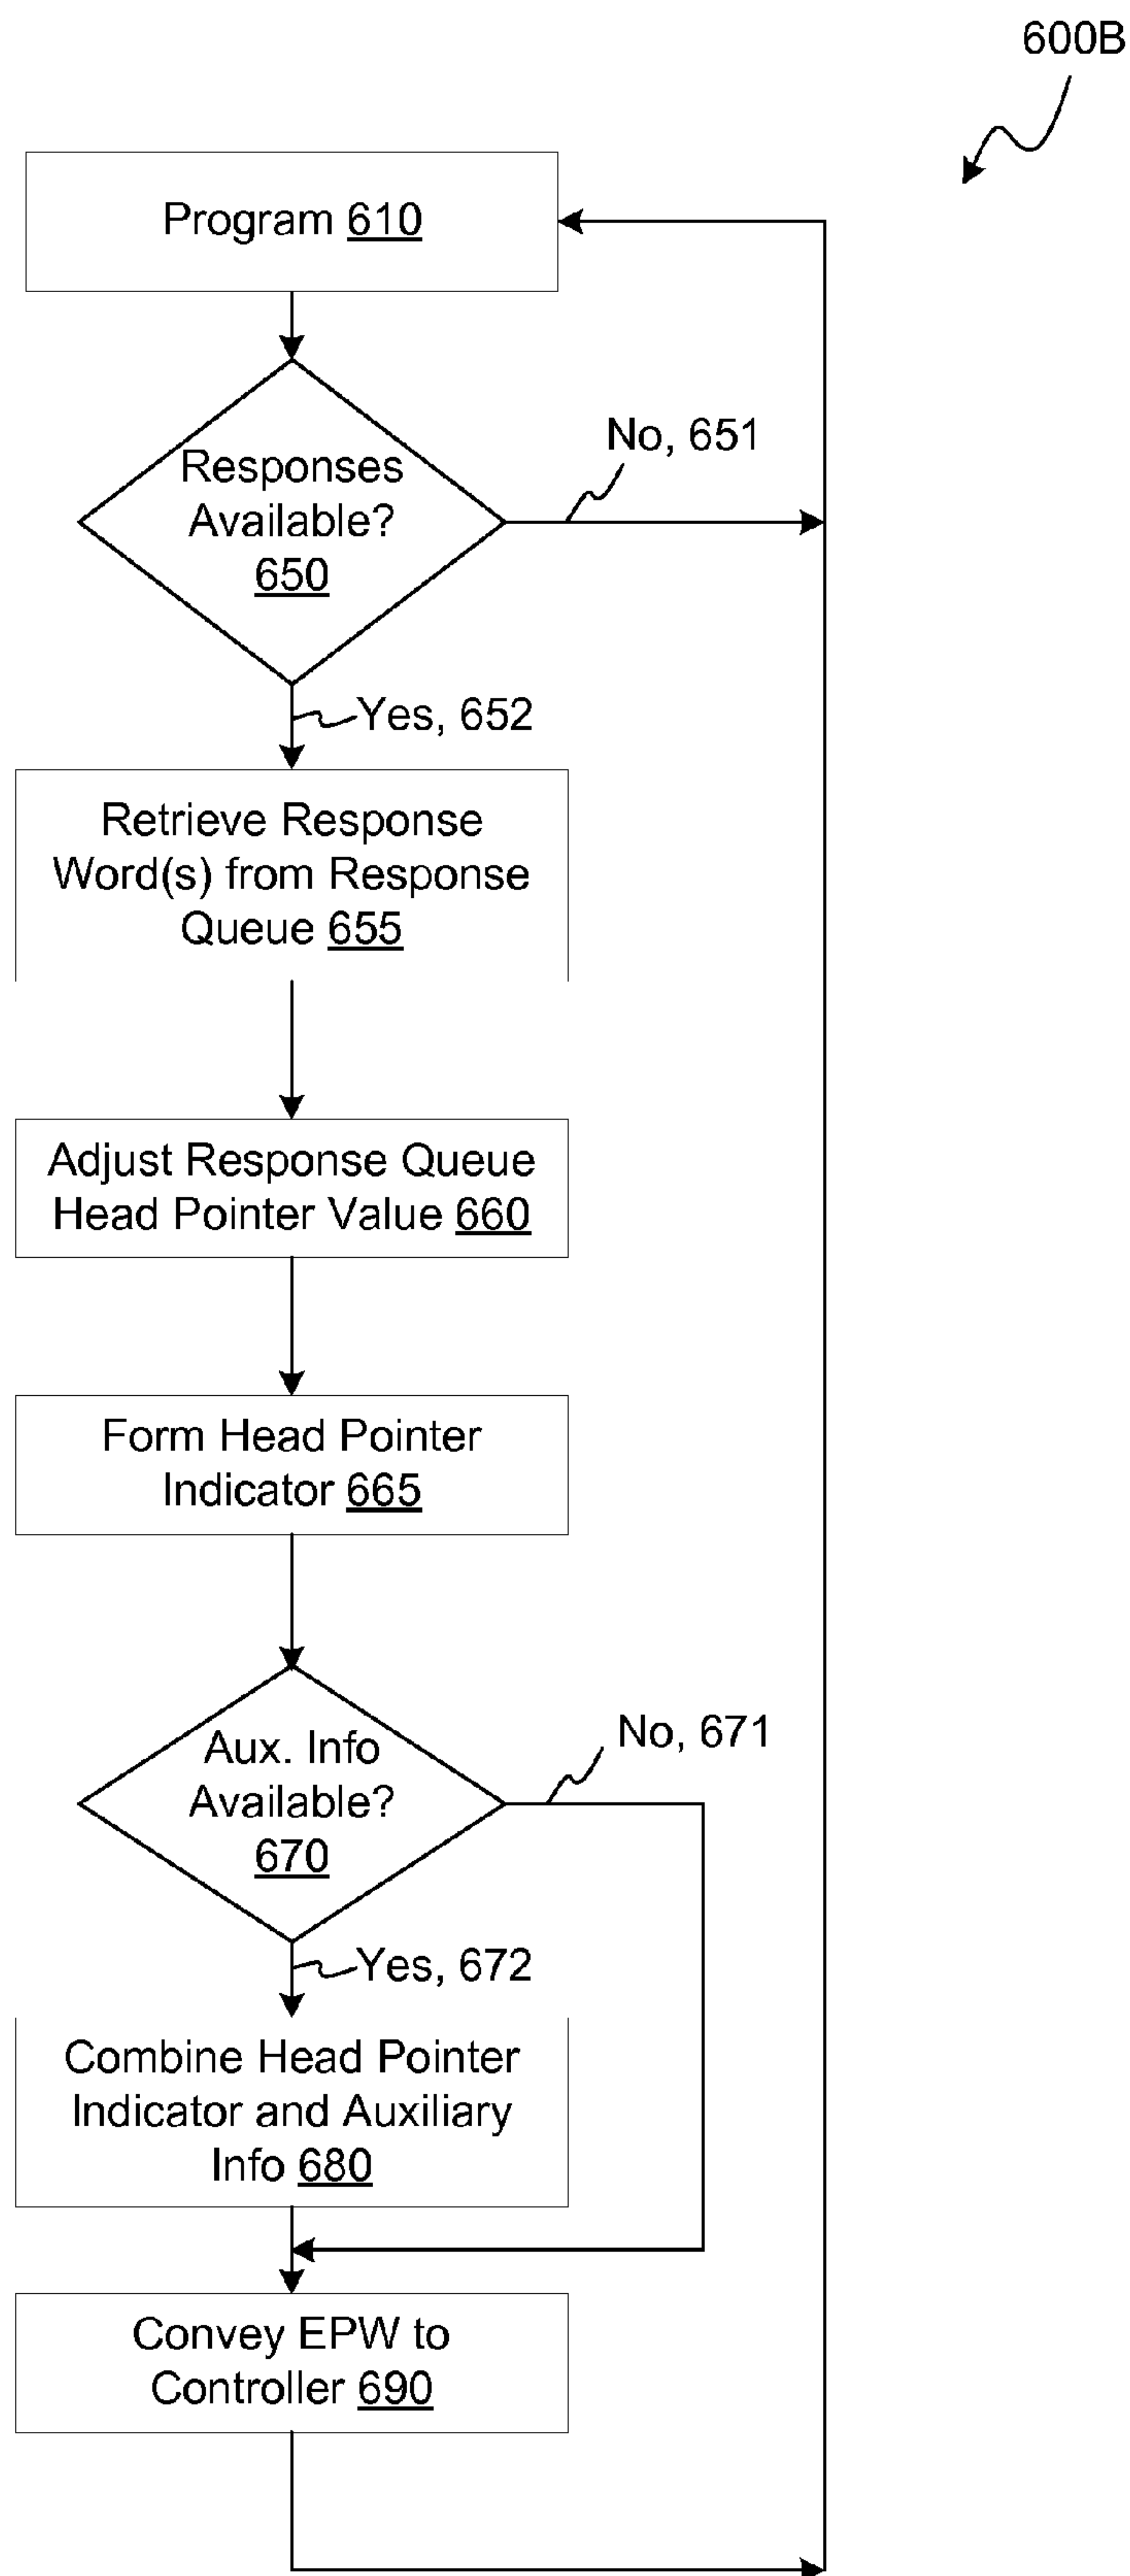 600B
Program 610
No, 651
Responses
Available?
650
Yes, 652
Retrieve Response
Word(s) from Response
Queue 655
Adjust Response Queue
Head Pointer Value 660
Form Head Pointer
Indicator 665
No, 671
Aux. Info
Available?
670
Yes, 672
Combine Head Pointer
Indicator and Auxiliary
Info 680
Convey EPW to
Controller 690